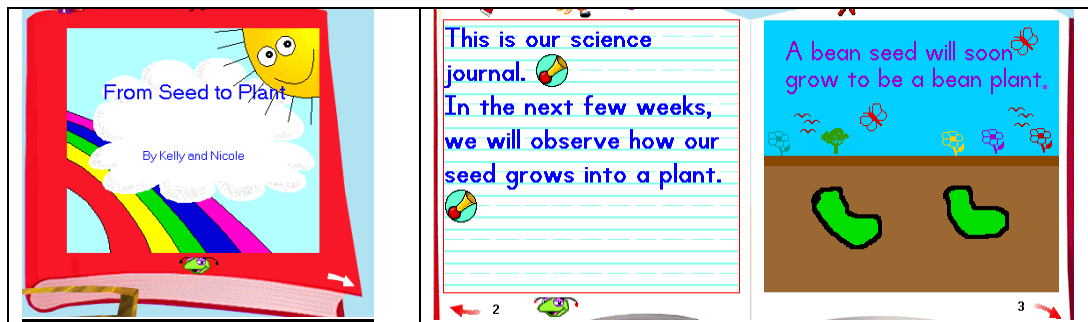 From Seed to Plant
By Kelly and Nicole
This is our science
journal.
In the next few weeks,
we will observe how our
seed grows into a plant.
2
A bean seed will soon
grow to be a bean plant.
3